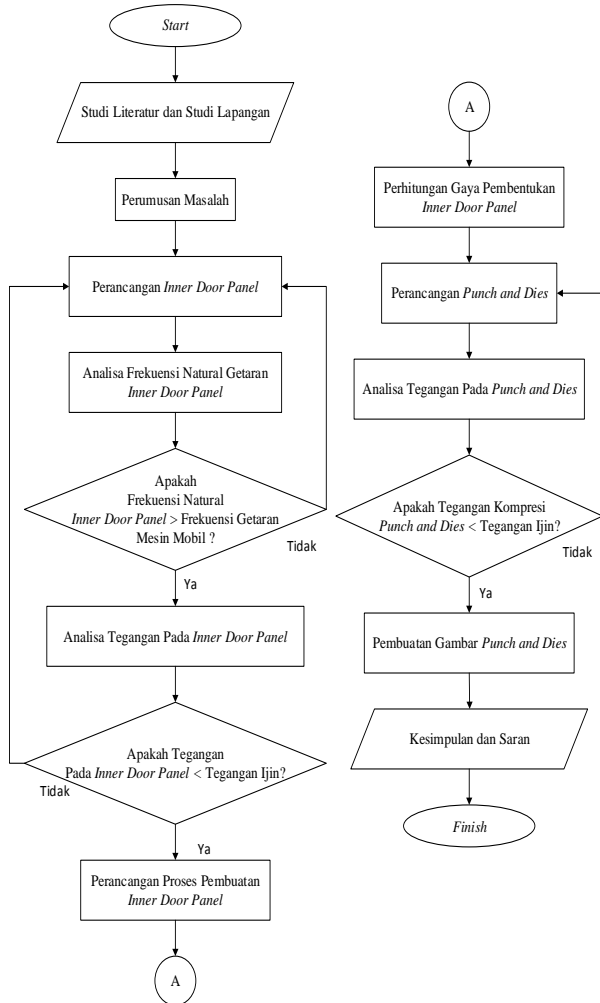 Start
Studi Literatur dan Studi Lapangan
Perumusan Masalah
Perancangan Inner Door Panel
Analisa Frekuensi Natural Getaran
Inner Door Panel
Apakah
Frekuensi Natural
Inner Door Panel > Frekuensi Getaran
Mesin Mobil ?
Tidak
Ya
Analisa Tegangan Pada Inner Door Panel
Apakah Tegangan
Pada Inner Door Panel < Tegangan Ijin?
Tidak
Ya
Perancangan Proses Pembuatan
Inner Door Panel
A
A
Perhitungan Gaya Pembentukan
Inner Door Panel
Perancangan Punch and Dies
Analisa Tegangan Pada Punch and Dies
Apakah Tegangan Kompresi
Punch and Dies < Tegangan Ijin?
Tidak
Ya
Pembuatan Gambar Punch and Dies
Kesimpulan dan Saran
Finish